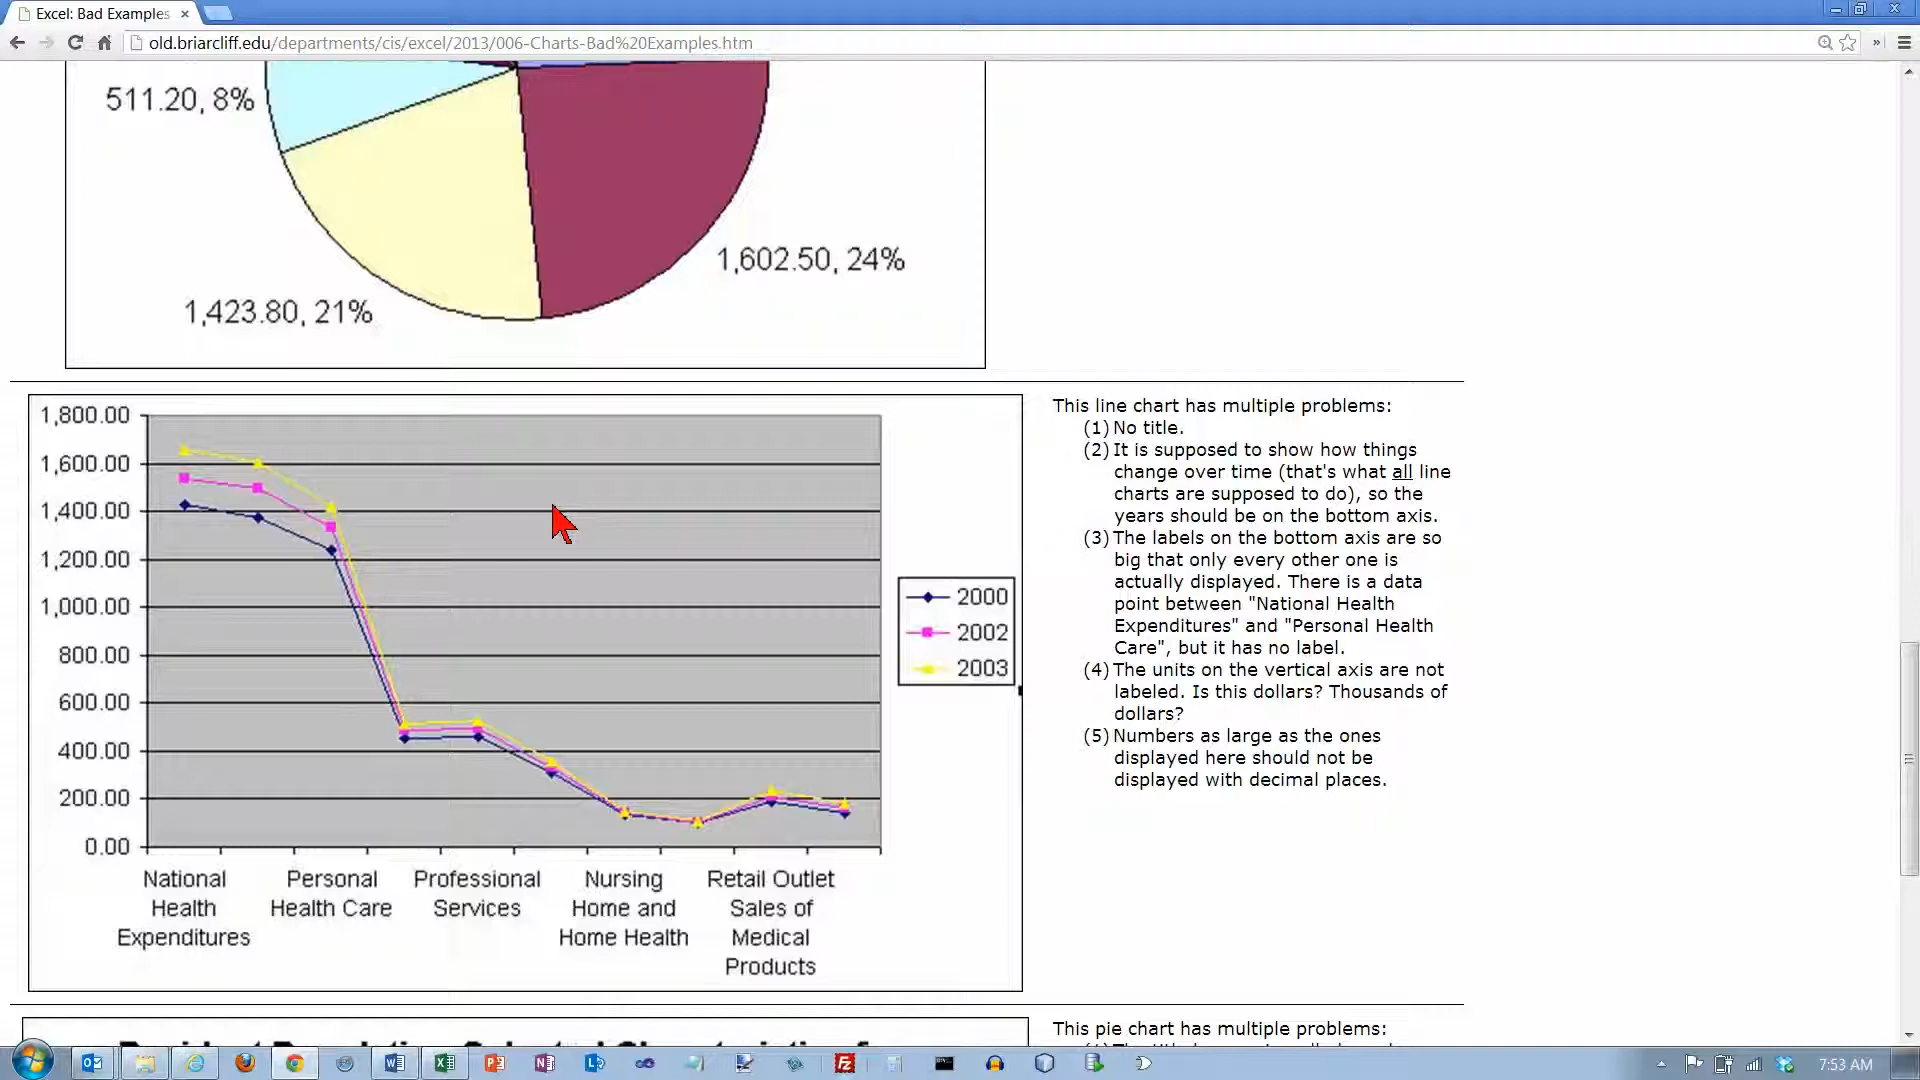 Excel: Bad Examples
old.briarcliff.edu/departments/cis/excel/2013/006-Charts-Bad%20Examples.htm
511.20, 8%
1,602.50, 24%
1,423.80, 21%
1,800.00
1,600.00
1,400.00
1,200.00
1,000.00
800.00
600.00
400.00
200.00
0.00
National
Health
Expenditures
Personal
Health Care
Professional
Services
Nursing
Home and
Home Health
Retail Outlet
Sales of
Medical
Products
2000
2002
2003
This line chart has multiple problems:
(1) No title.
(2) It is supposed to show how things
change over time (that's what all line
charts are supposed to do), so the
years should be on the bottom axis.
(3) The labels on the bottom axis are so
big that only every other one is
actually displayed. There is a data
point between "National Health
Expenditures" and "Personal Health
Care", but it has no label.
(4) The units on the vertical axis are not
labeled. Is this dollars? Thousands of
dollars?
(5) Numbers as large as the ones
displayed here should not be
displayed with decimal places.
This pie chart has multiple problems:
7:53 AM